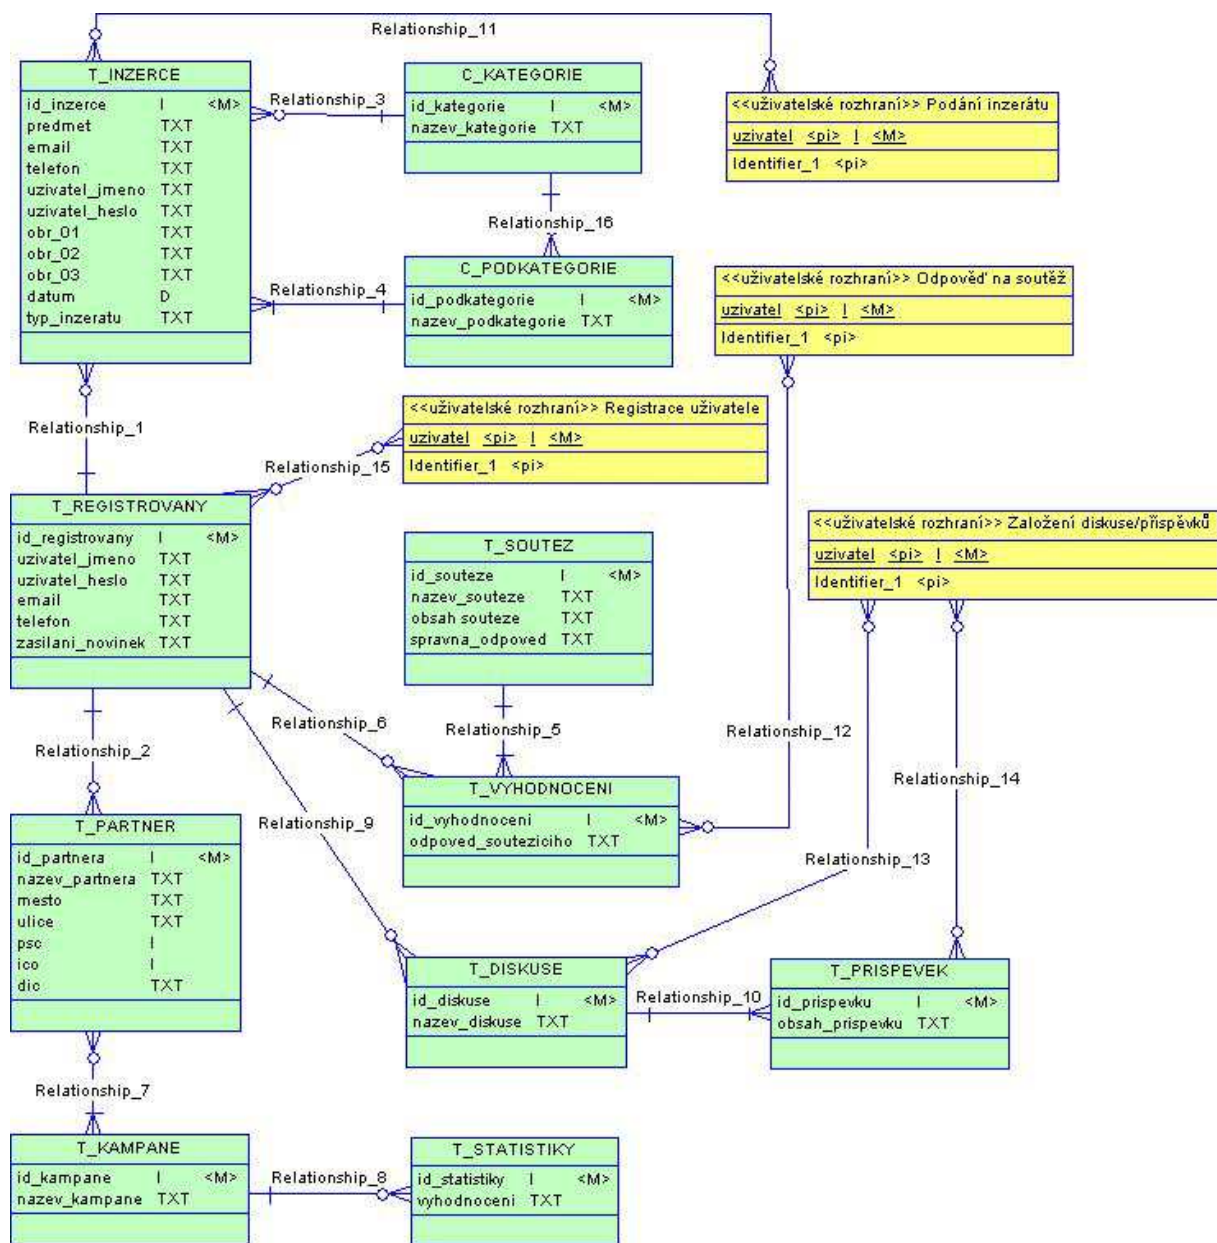 Relationship_11
T_INZERCE
id_inzerce I <M>
predmet TXT
email TXT
telefon TXT
uzivatel_jmeno TXT
uzivatel_heslo TXT
obr_01 TXT
obr_02 TXT
obr_03 TXT
datum D
typ_inzeratu TXT
Relationship_3
C_KATEGORIE
id_kategorie I <M>
nazev_kategorie TXT
<<uživatelské rozhraní>> Podání inzerátu
uzivatel <pi> I <M>
Identifier_1 <pi>
Relationship_16
Relationship_4
C_PODKATEGORIE
id_podkategorie I <M>
nazev_podkategorie TXT
<<uživatelské rozhraní>> Odpověď na soutěž
uzivatel <pi> I <M>
Identifier_1 <pi>
Relationship_1
<<uživatelské rozhraní>> Registrace uživatele
uzivatel <pi> I <M>
Identifier_1 <pi>
Relationship_15
T_REGISTROVANY
id_registrovany I <M>
uzivatel_jmeno TXT
uzivatel_heslo TXT
email TXT
telefon TXT
zasilani_novinek TXT
T_SOUTEZ
id_souteze I <M>
nazev_souteze TXT
obsah souteze TXT
spravna_odpoved TXT
<<uživatelské rozhraní>> Založení diskuse/příspěvků
uzivatel <pi> I <M>
Identifier_1 <pi>
Relationship_2
Relationship_6
Relationship_5
Relationship_12
Relationship_14
T_VYHODNOCENI
id_vyhodnoceni I <M>
odpoved_souteziciho TXT
Relationship_9
Relationship_13
T_PARTNER
id_partnera I <M>
nazev_partnera TXT
mesto TXT
ulice TXT
psc I
ico I
dic TXT
T_DISKUSE
id_diskuse I <M>
nazev_diskuse TXT
Relationship_10
T_PRISPEVEK
id_prispevku I <M>
obsah_prispevku TXT
Relationship_7
T_KAMPANE
id_kampane I <M>
nazev_kampane TXT
Relationship_8
T_STATISTIKY
id_statistiky I <M>
vyhodnoceni TXT